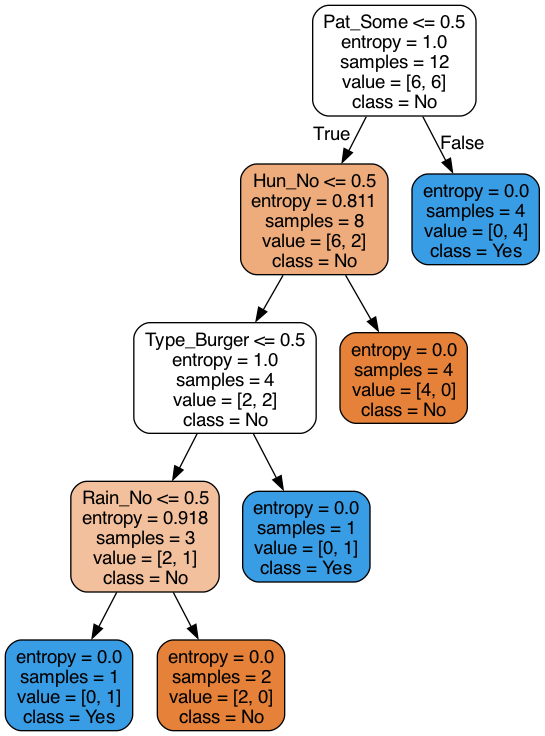 Pat_Some <= 0.5
entropy = 1.0
samples = 12
value = [6, 6]
class = No
True
False
Hun_No <= 0.5
entropy = 0.811
samples = 8
value = [6, 2]
class = No
entropy = 0.0
samples = 4
value = [0, 4]
class = Yes
Type_Burger <= 0.5
entropy = 1.0
samples = 4
value = [2, 2]
class = No
entropy = 0.0
samples = 4
value = [4, 0]
class = No
Rain_No <= 0.5
entropy = 0.918
samples = 3
value = [2, 1]
class = No
entropy = 0.0
samples = 1
value = [0, 1]
class = Yes
entropy = 0.0
samples = 1
value = [0, 1]
class = Yes
entropy = 0.0
samples = 2
value = [2, 0]
class = No